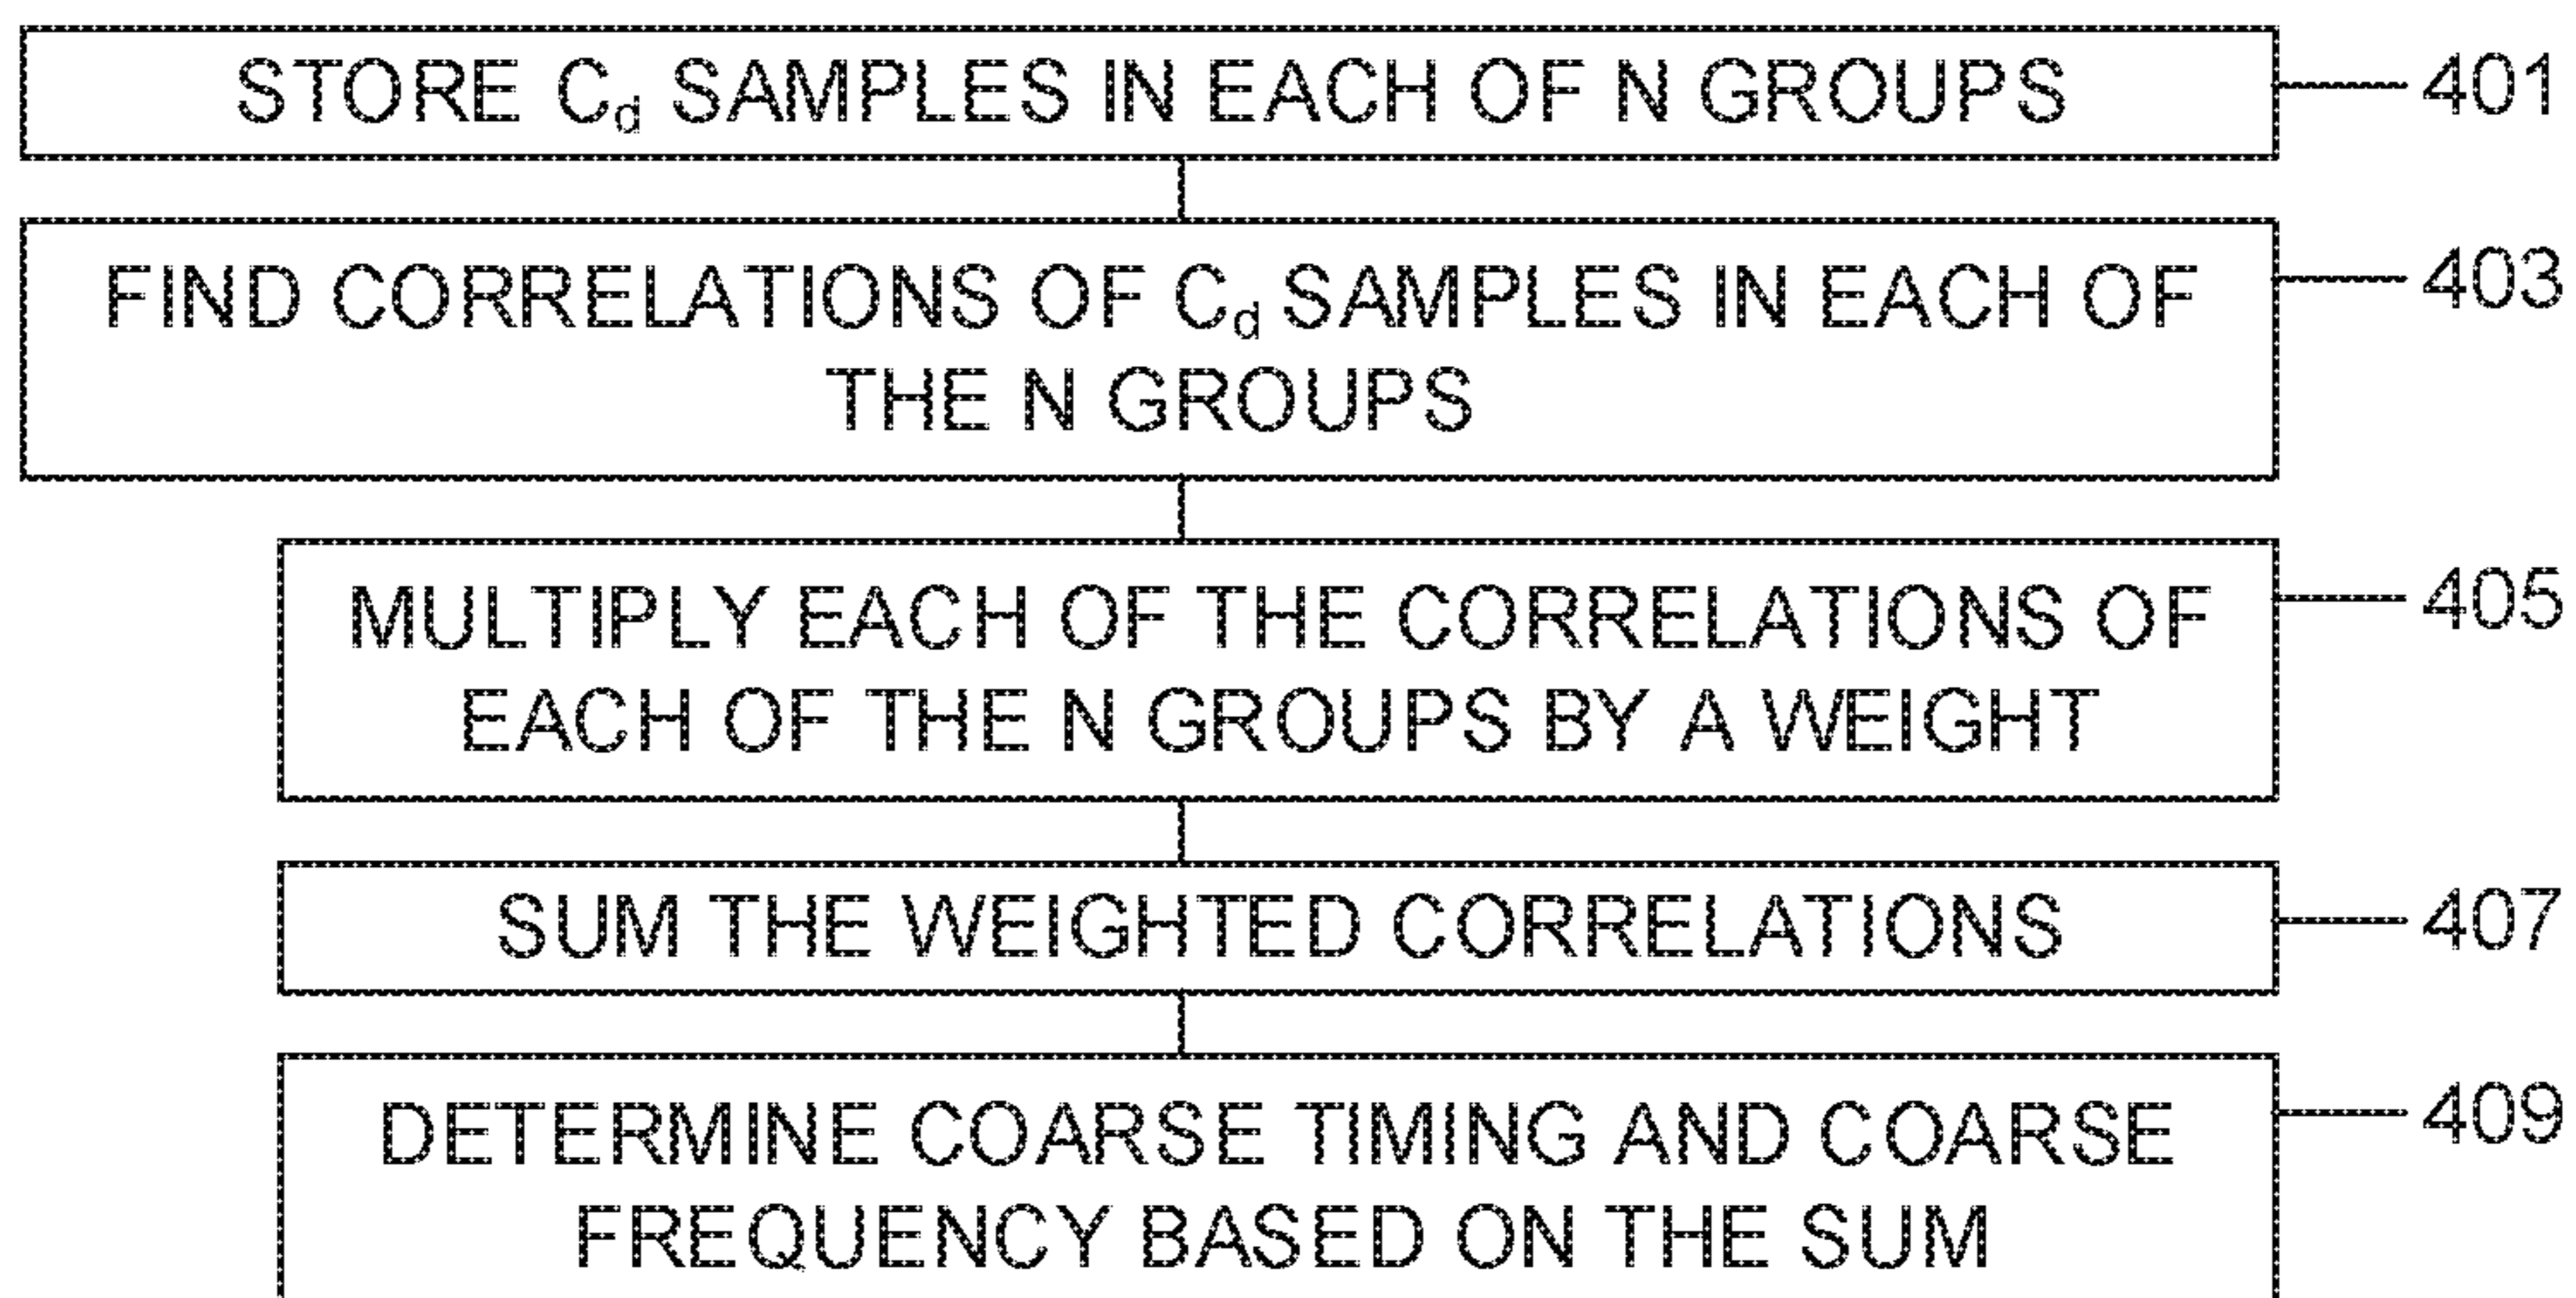 STORE Cd SAMPLES IN EACH OF N GROUPS 401
FIND CORRELATIONS OF Cd SAMPLES IN EACH OF 403
THE N GROUPS
MULTIPLY EACH OF THE CORRELATIONS OF 405
EACH OF THE N GROUPS BY A WEIGHT
SUM THE WEIGHTED CORRELATIONS 407
DETERMINE COARSE TIMING AND COARSE 409
FREQUENCY BASED ON THE SUM